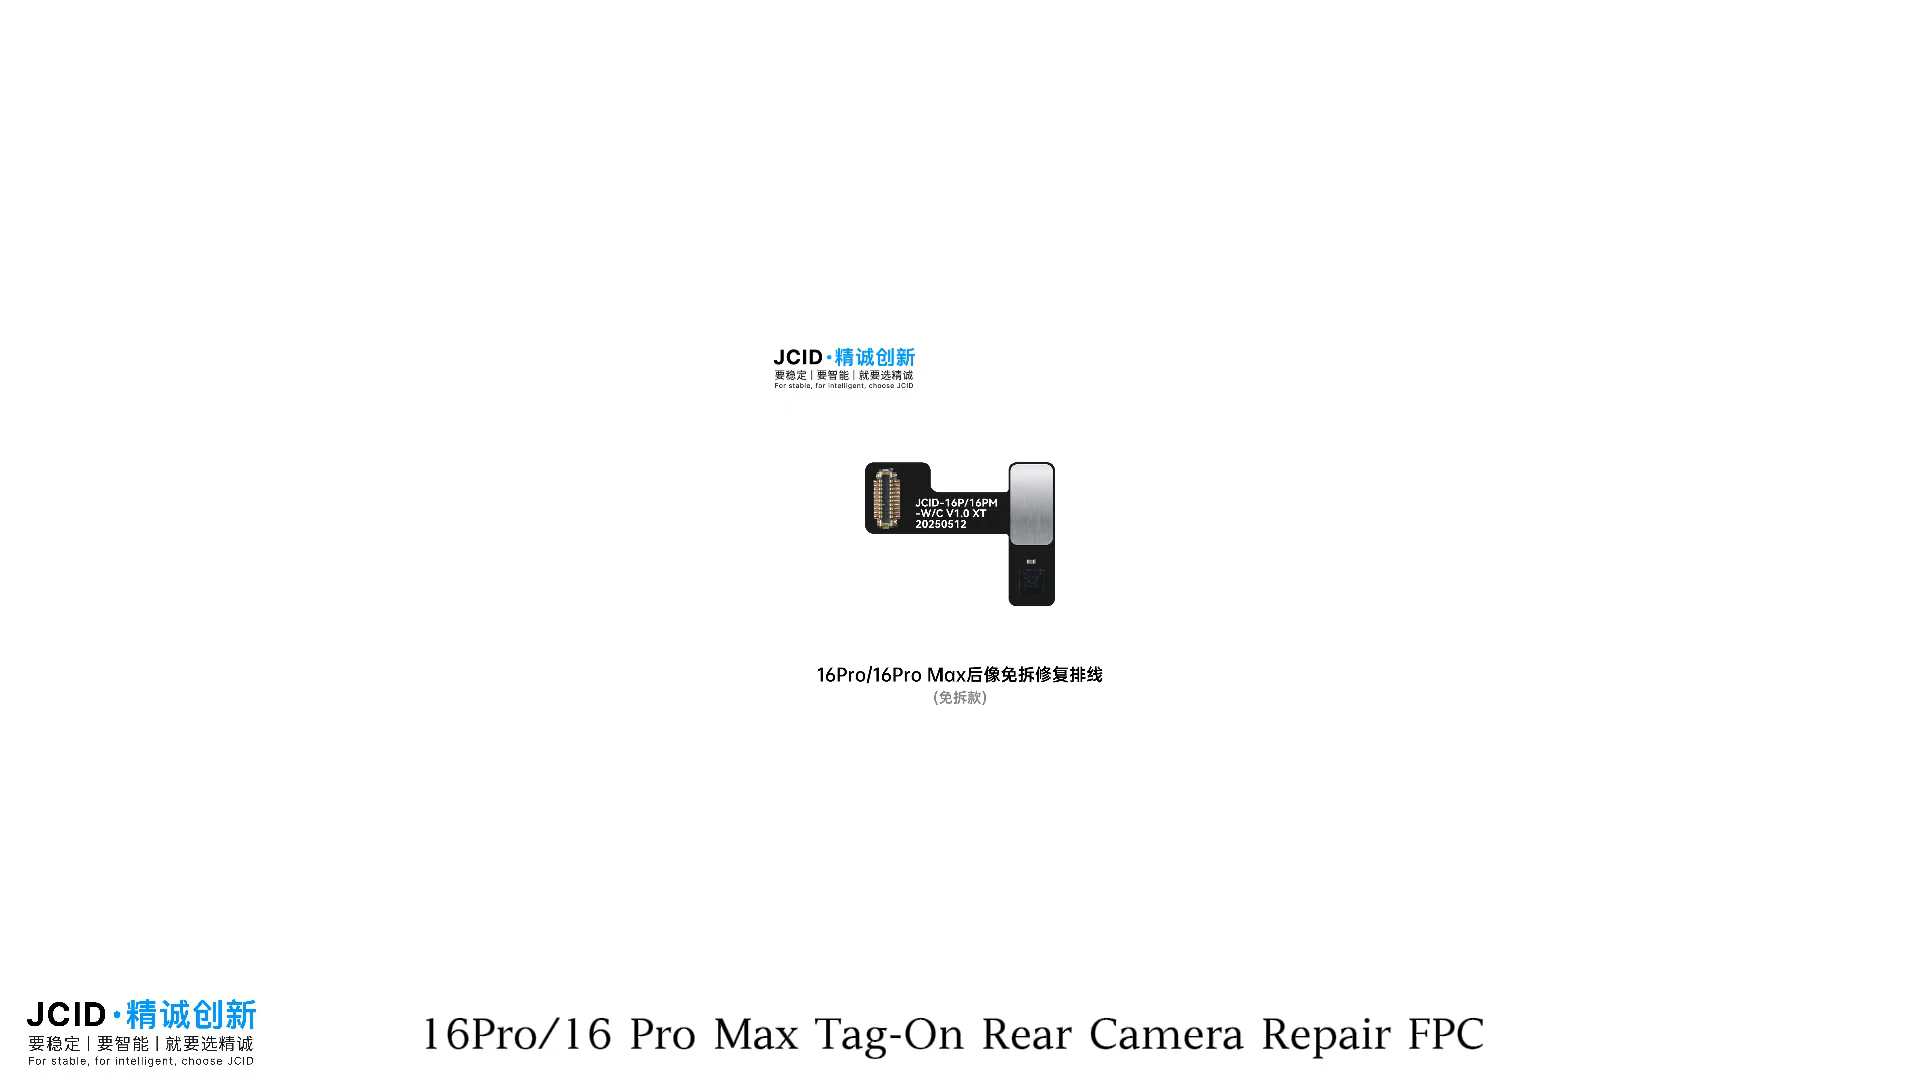 JCID·精诚创新
要稳定|要智能|就要选精诚
For stable, for intelligent, choose JCID
JCID-16P/16PM
-W/C V1.0 XT
20250512
16Pro/16Pro Max后像免拆修复排线
(免拆款)
JCID·精诚创新
要稳定|要智能|就要选精诚
For stable, for intelligent, choose JCID
16Pro/16 Pro Max Tag-On Rear Camera Repair FPC